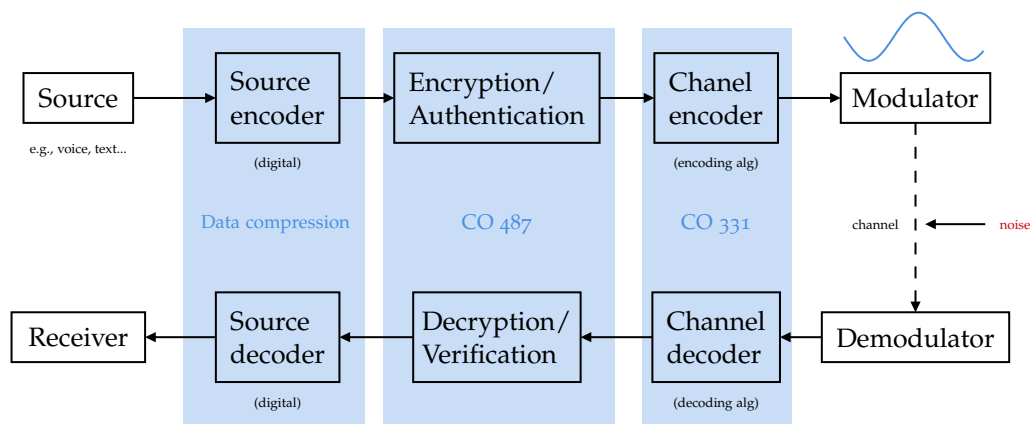 Source
e.g., voice, text...
Source
encoder
(digital)
Encryption/
Authentication
Chanel
encoder
(encoding alg)
Modulator
Data compression
CO 487
CO 331
channel
noise
Receiver
Source
decoder
(digital)
Decryption/
Verification
Channel
decoder
(decoding alg)
Demodulator